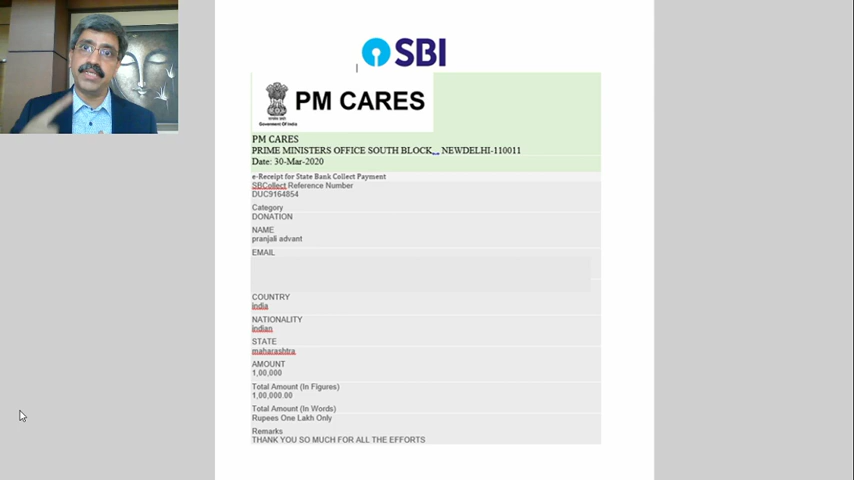 SBI
PM CARES
Government Of India
PM CARES
PRIME MINISTERS OFFICE SOUTH BLOCK,, NEWDELHI-110011
Date: 30-Mar-2020
e-Receipt for State Bank Collect Payment
SBCollect Reference Number
DUC9164854
Category
DONATION
NAME
pranjali advant
EMAIL
COUNTRY
india
NATIONALITY
indian
STATE
maharashtra
AMOUNT
1,00,000
Total Amount (In Figures)
1,00,000.00
Total Amount (In Words)
Rupees One Lakh Only
Remarks
THANK YOU SO MUCH FOR ALL THE EFFORTS